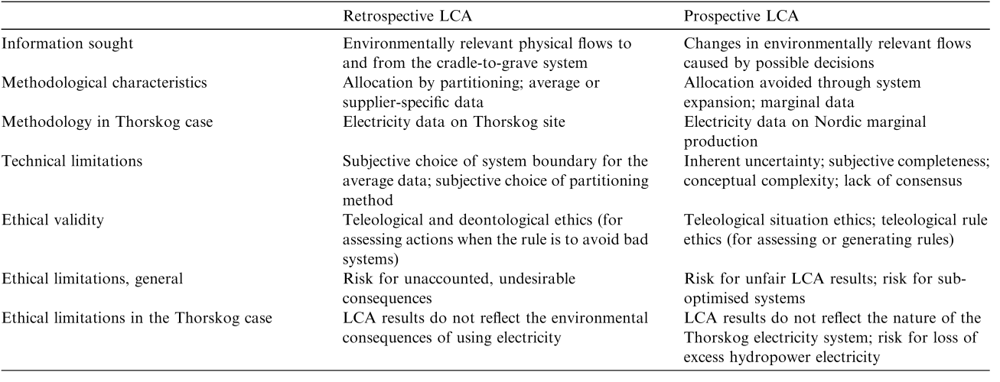 Retrospective LCA Prospective LCA
Information sought Environmentally relevant physical flows to Changes in environmentally relevant flows
and from the cradle-to-grave system caused by possible decisions
Methodological characteristics Allocation by partitioning; average or Allocation avoided through system
supplier-specific data expansion; marginal data
Methodology in Thorskog case Electricity data on Thorskog site Electricity data on Nordic marginal
production
Technical limitations Subjective choice of system boundary for the Inherent uncertainty; subjective completeness;
average data; subjective choice of partitioning conceptual complexity; lack of consensus
method
Ethical validity Teleological and deontological ethics (for Teleological situation ethics; teleological rule
assessing actions when the rule is to avoid bad ethics (for assessing or generating rules)
systems)
Ethical limitations, general Risk for unaccounted, undesirable Risk for unfair LCA results; risk for sub-
consequences optimised systems
Ethical limitations in the Thorskog case LCA results do not reflect the environmental LCA results do not reflect the nature of the
consequences of using electricity Thorskog electricity system; risk for loss of
excess hydropower electricity